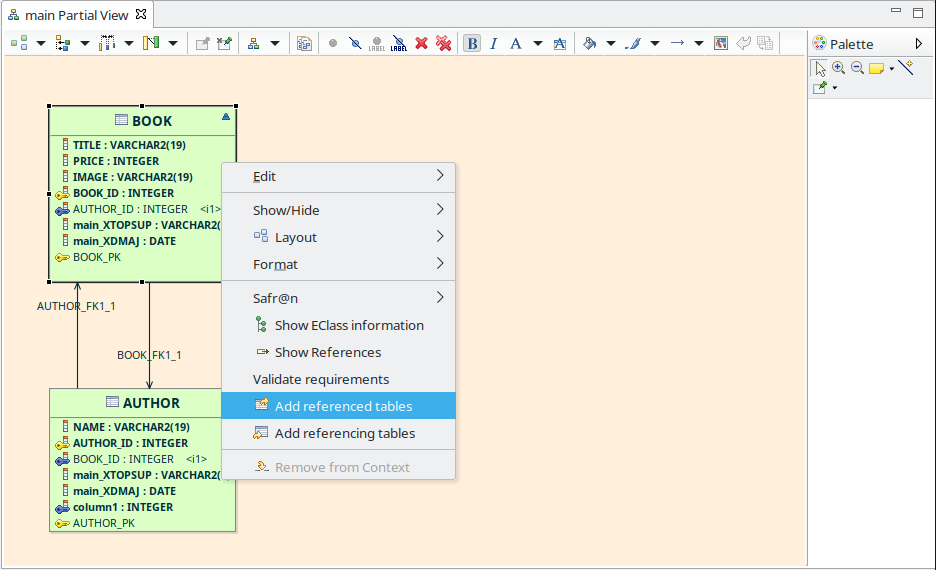 main Partial View
LABEL LABEL B I A A
Palette
BOOK
TITLE : VARCHAR2(19)
PRICE : INTEGER
IMAGE : VARCHAR2(19)
BOOK_ID : INTEGER
AUTHOR_ID : INTEGER <i1>
main_XTOPSUP : VARCHAR2(
main_XDMAJ : DATE
BOOK_PK
AUTHOR_FK1_1
BOOK_FK1_1
AUTHOR
NAME : VARCHAR2(19)
AUTHOR_ID : INTEGER
BOOK_ID : INTEGER <i1>
main_XTOPSUP : VARCHAR2(
main_XDMAJ : DATE
column1 : INTEGER
AUTHOR_PK
Edit
Show/Hide
Layout
Format
Safr@n
Show EClass information
Show References
Validate requirements
Add referenced tables
Add referencing tables
Remove from Context